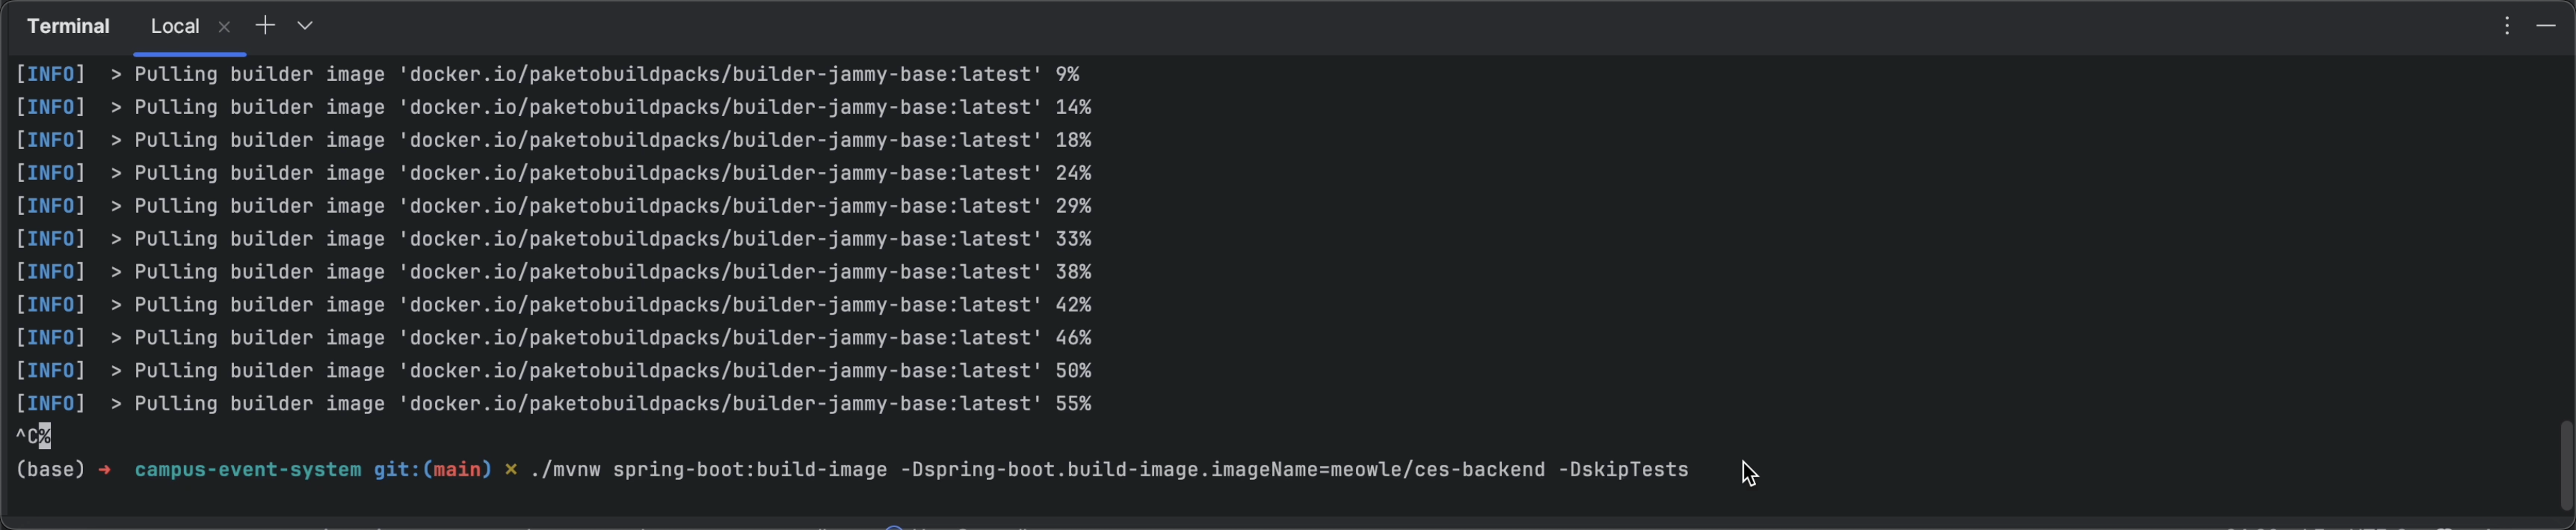 Terminal Local
[INFO]  > Pulling builder image 'docker.io/paketobuildpacks/builder-jammy-base:latest' 9%
[INFO]  > Pulling builder image 'docker.io/paketobuildpacks/builder-jammy-base:latest' 14%
[INFO]  > Pulling builder image 'docker.io/paketobuildpacks/builder-jammy-base:latest' 18%
[INFO]  > Pulling builder image 'docker.io/paketobuildpacks/builder-jammy-base:latest' 24%
[INFO]  > Pulling builder image 'docker.io/paketobuildpacks/builder-jammy-base:latest' 29%
[INFO]  > Pulling builder image 'docker.io/paketobuildpacks/builder-jammy-base:latest' 33%
[INFO]  > Pulling builder image 'docker.io/paketobuildpacks/builder-jammy-base:latest' 38%
[INFO]  > Pulling builder image 'docker.io/paketobuildpacks/builder-jammy-base:latest' 42%
[INFO]  > Pulling builder image 'docker.io/paketobuildpacks/builder-jammy-base:latest' 46%
[INFO]  > Pulling builder image 'docker.io/paketobuildpacks/builder-jammy-base:latest' 50%
[INFO]  > Pulling builder image 'docker.io/paketobuildpacks/builder-jammy-base:latest' 55%
^C%
(base) ➜  campus-event-system git:(main) ✗ ./mvnw spring-boot:build-image -Dspring-boot.build-image.imageName=meowle/ces-backend -DskipTests